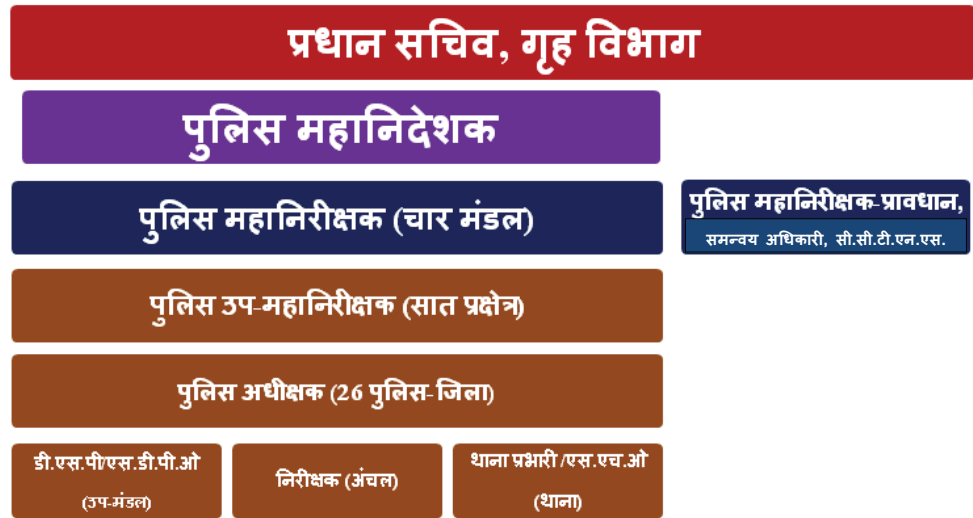 प्रधान सचिव, गृह विभाग
पुलिस महानिदेशक
पुलिस महानिरीक्षक (चार मंडल)
पुलिस महानिरीक्षक-प्रावधान,
समन्वय अधिकारी, सी.सी.टी.एन.एस.
पुलिस उप-महानिरीक्षक (सात प्रक्षेत्र)
पुलिस अधीक्षक (26 पुलिस-जिला)
डी.एस.पी/एस.डी.पी.ओ
(उप-मंडल)
निरीक्षक (अंचल)
थाना प्रभारी /एस.एच.ओ
(थाना)